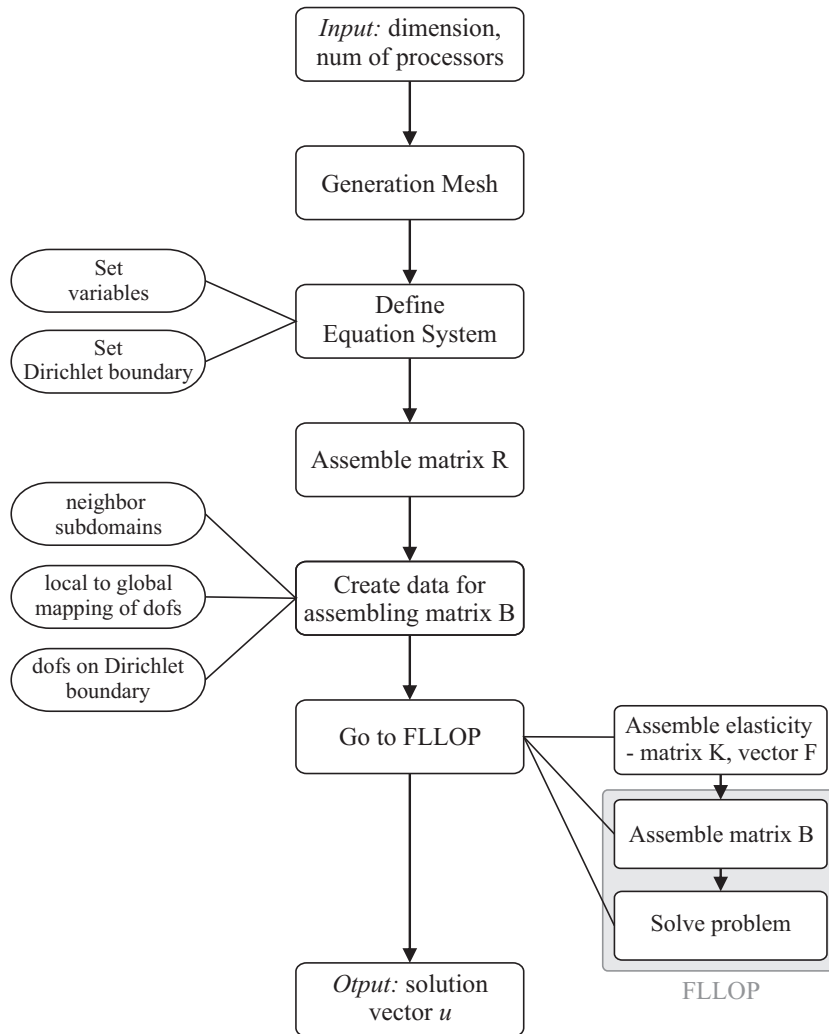 Input: dimension,
num of processors
Generation Mesh
Set
variables
Define
Equation System
Set
Dirichlet boundary
Assemble matrix R
neighbor
subdomains
local to global
mapping of dofs
Create data for
assembling matrix B
dofs on Dirichlet
boundary
Go to FLLOP
Assemble elasticity
- matrix K, vector F
Assemble matrix B
Solve problem
FLLOP
Otput: solution
vector u